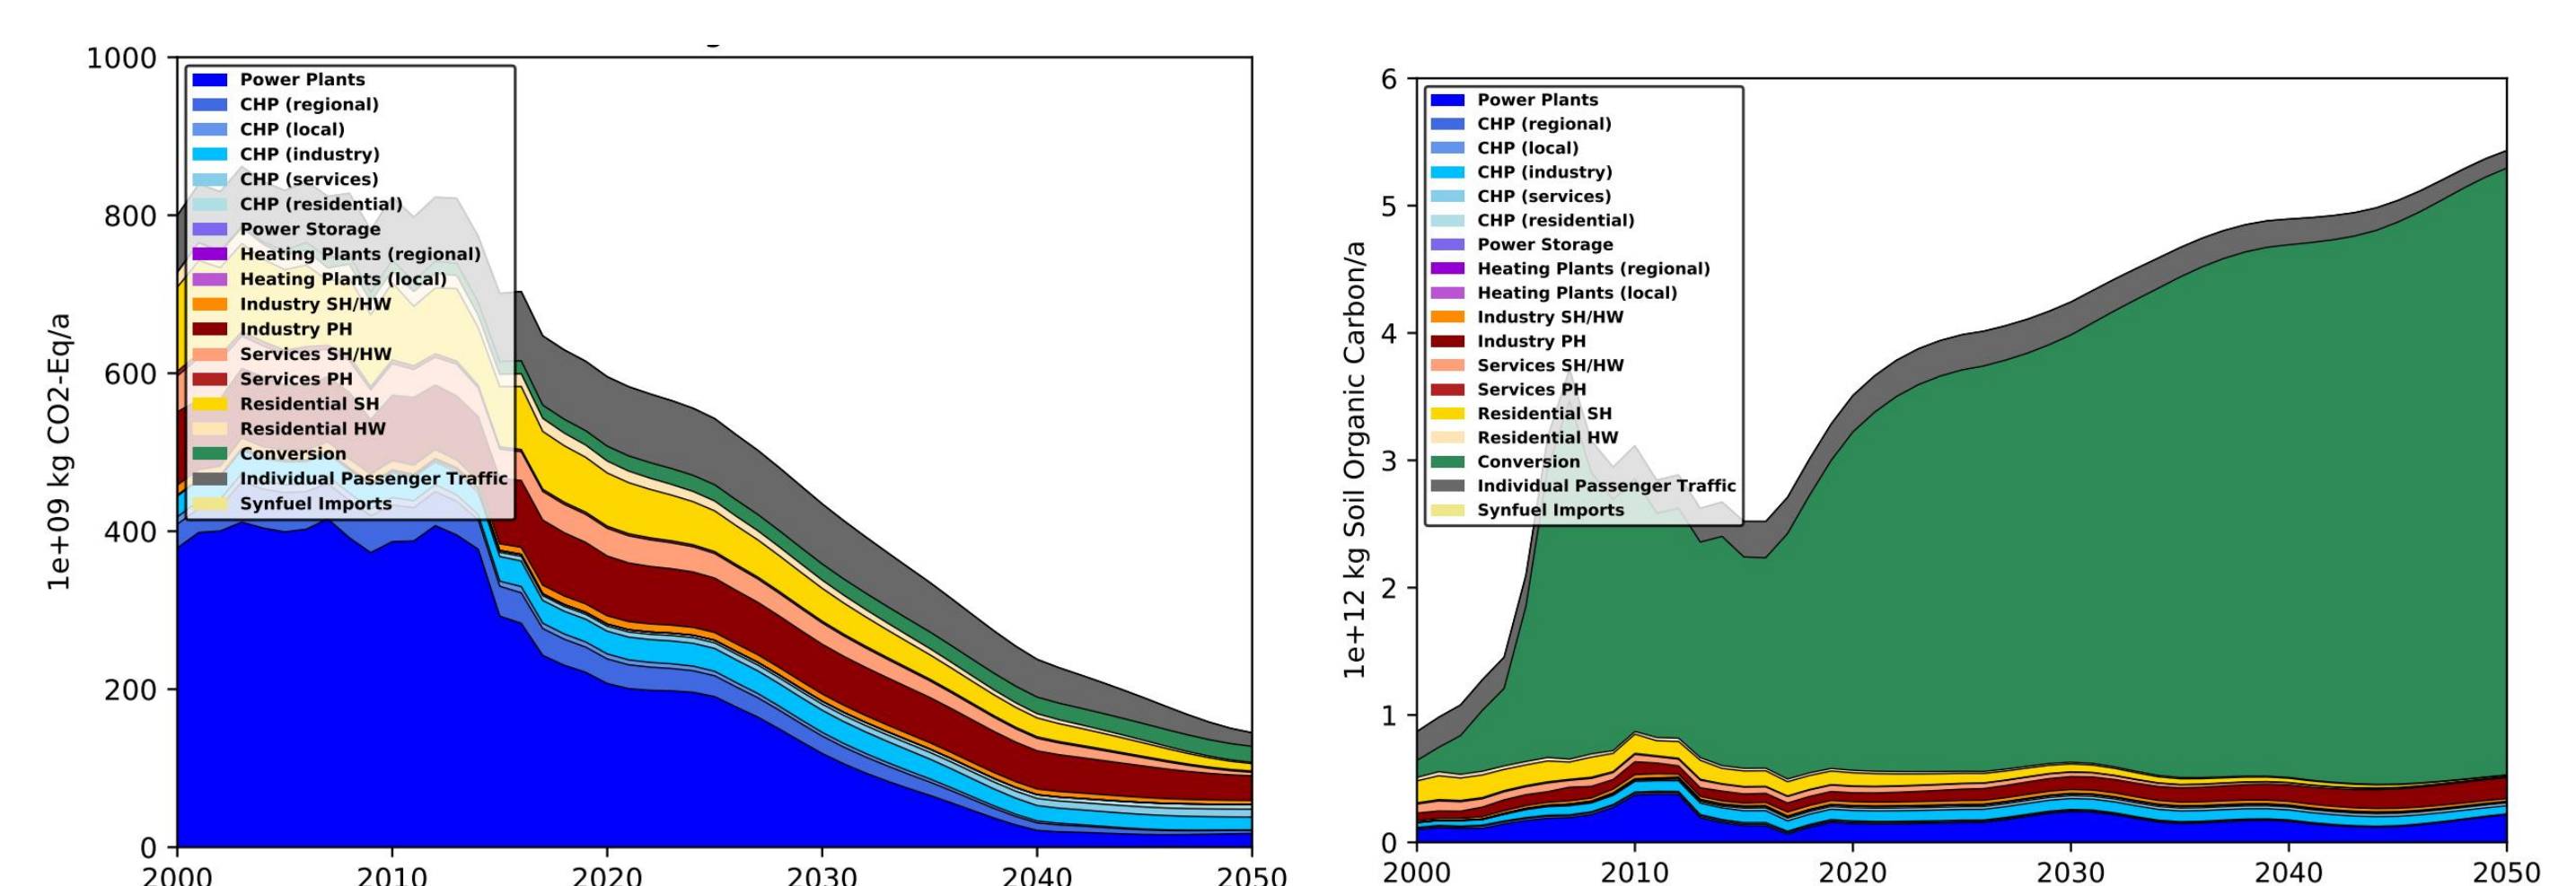 1000
800
600
400
200
0
1e+09 kg CO2-Eq/a
Power Plants
CHP (regional)
CHP (local)
CHP (industry)
CHP (services)
CHP (residential)
Power Storage
Heating Plants (regional)
Heating Plants (local)
Industry SH/HW
Industry PH
Services SH/HW
Services PH
Residential SH
Residential HW
Conversion
Individual Passenger Traffic
Synfuel Imports
2000 2010 2020 2030 2040 2050
6
5
4
3
2
1
0
1e+12 kg Soil Organic Carbon/a
Power Plants
CHP (regional)
CHP (local)
CHP (industry)
CHP (services)
CHP (residential)
Power Storage
Heating Plants (regional)
Heating Plants (local)
Industry SH/HW
Industry PH
Services SH/HW
Services PH
Residential SH
Residential HW
Conversion
Individual Passenger Traffic
Synfuel Imports
2000 2010 2020 2030 2040 2050